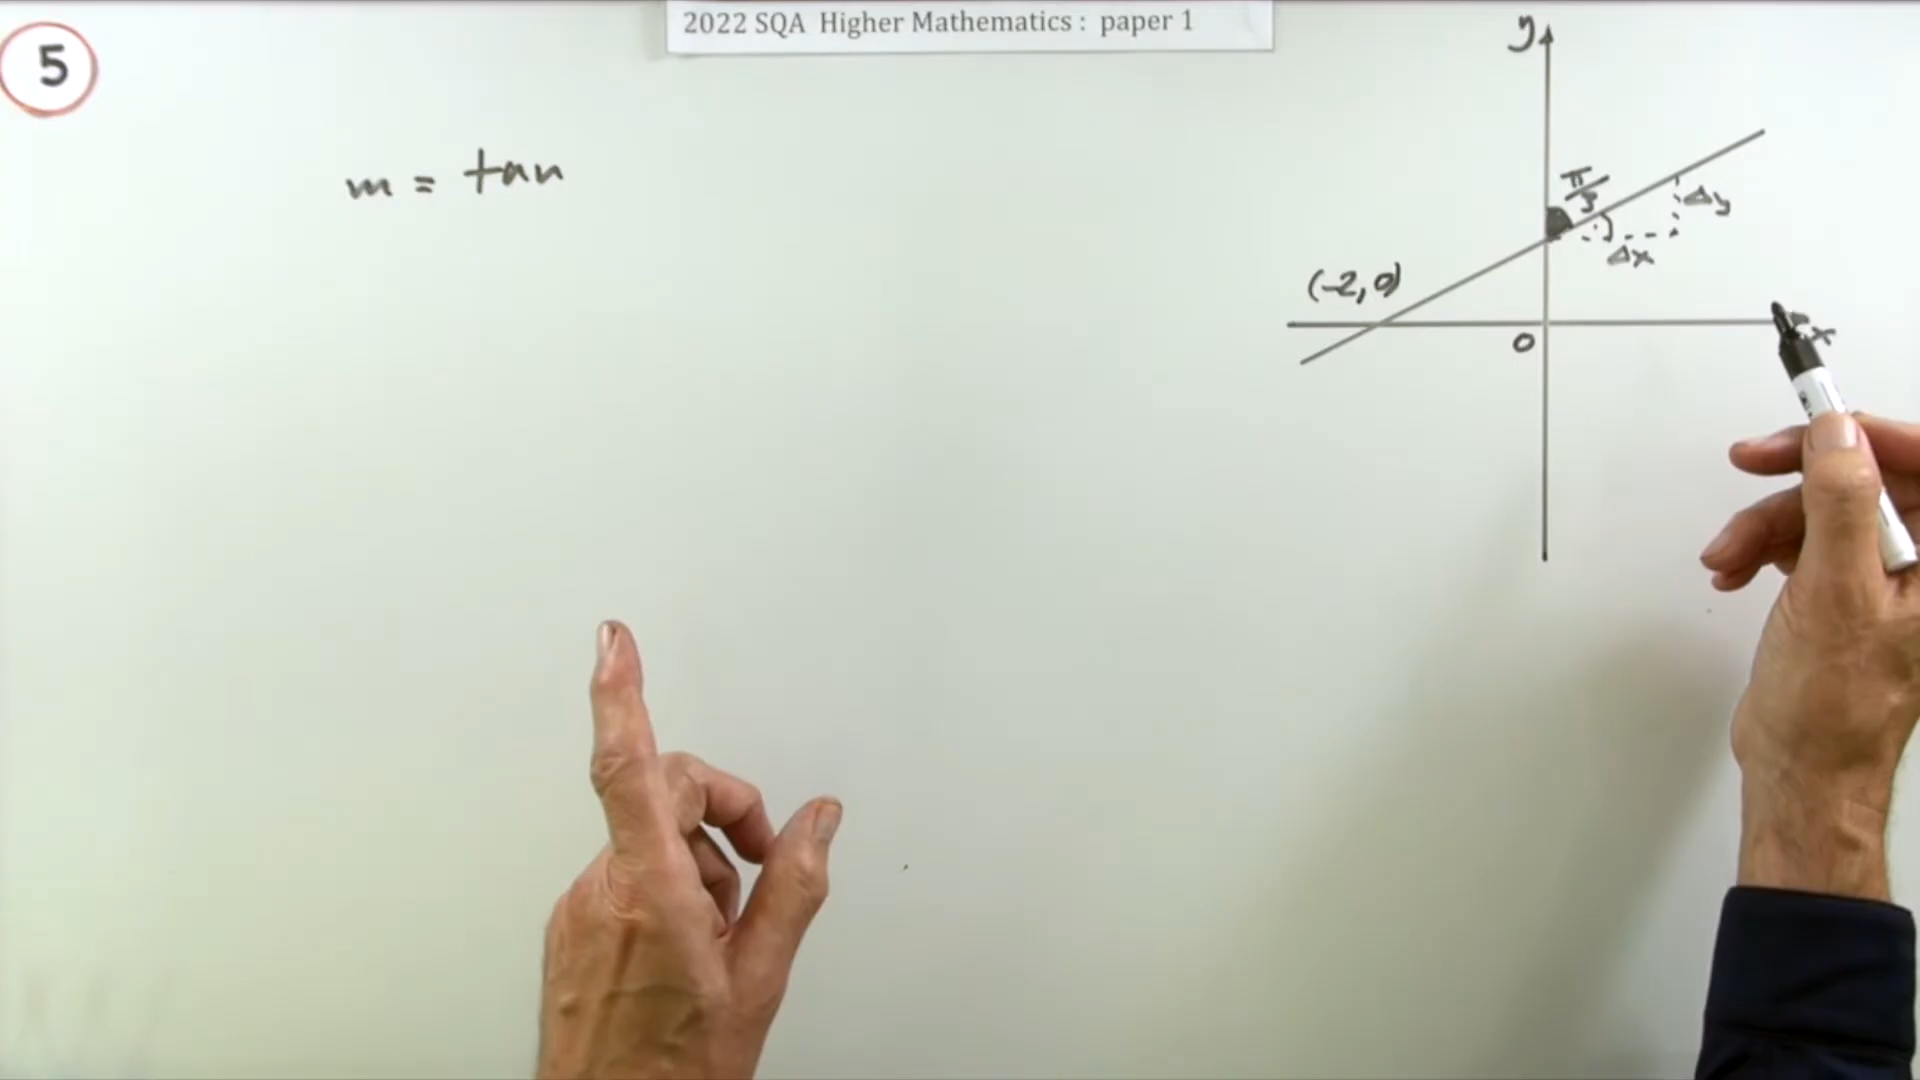 2022 SQA Higher Mathematics : paper 1
5
m = tan
y
π/3
Δy
Δx
(-2, 0)
0
x